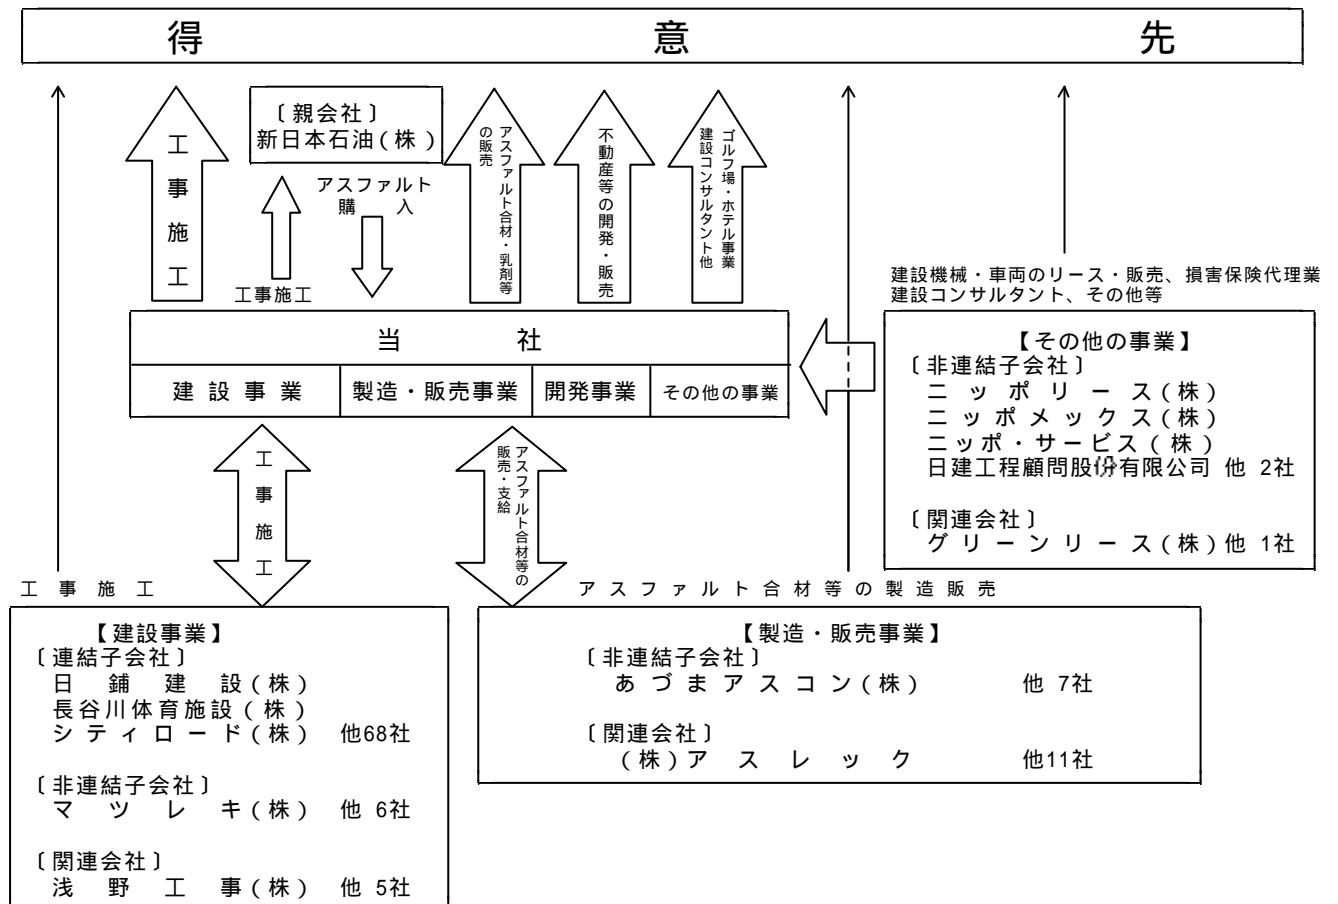 得意先
〔親会社〕
新日本石油(株)
工事施工
アスファルト合材・乳剤等
の販売
不動産等の開発・販売
ゴルフ場・ホテル事業
建設コンサルタント他
アスファルト
購入
工事施工
建設機械・車両のリース・販売、損害保険代理業
建設コンサルタント、その他等
当社
建設事業
製造・販売事業
開発事業
その他の事業
【その他の事業】
〔非連結子会社〕
ニッポリース(株)
ニッポメックス(株)
ニッポ・サービス(株)
日建工程顧問股份有限公司 他 2社
〔関連会社〕
グリーンリース(株)他 1社
工事施工
アスファルト合材等の
販売・支給
工事施工
アスファルト合材等の製造販売
【建設事業】
〔連結子会社〕
日鋪建設(株)
長谷川体育施設(株)
シティロード(株) 他68社
〔非連結子会社〕
マツレキ(株) 他 6社
〔関連会社〕
浅野工事(株) 他 5社
【製造・販売事業】
〔非連結子会社〕
あづまアスコン(株) 他 7社
〔関連会社〕
(株)アスレック 他11社